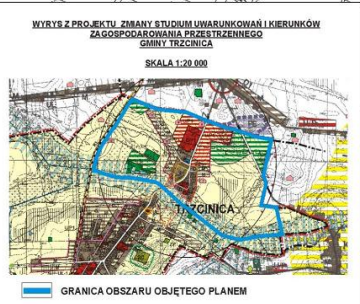 WYRYS Z PROJEKTU ZMIANY STUDIUM UWARUNKOWAŃ I KIERUNKÓW
ZAGOSPODAROWANIA PRZESTRZENNEGO
GMINY TRZCINICA
SKALA 1:20 000
TRZCINICA
GRANICA OBSZARU OBJĘTEGO PLANEM